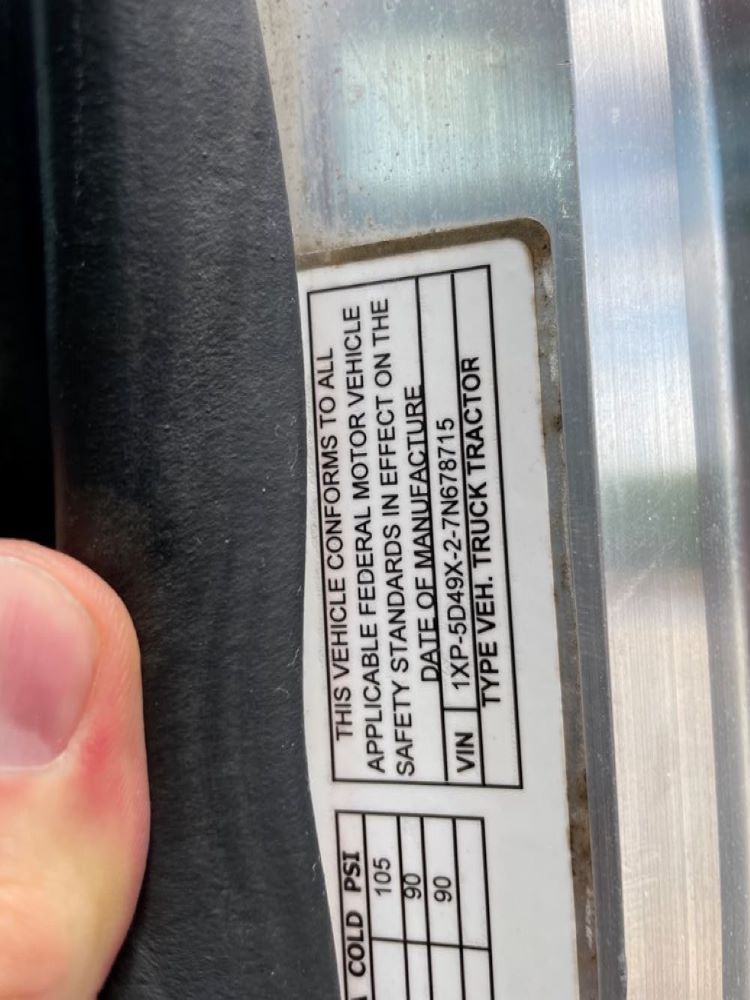 THIS VEHICLE CONFORMS TO ALL
APPLICABLE FEDERAL MOTOR VEHICLE
SAFETY STANDARDS IN EFFECT ON THE
DATE OF MANUFACTURE
VIN 1XP-5D49X-2-7N678715
TYPE VEH. TRUCK TRACTOR
COLD PSI
105
90
90